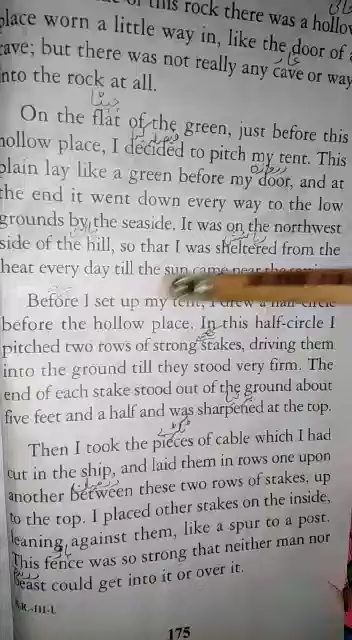 this rock there was a hollow
place worn a little way in, like the door of a
cave; but there was not really any cave or way
into the rock at all.
On the flat of the green, just before this
hollow place, I decided to pitch my tent. This
plain lay like a green before my door, and at
the end it went down every way to the low
grounds by the seaside. It was on the northwest
side of the hill, so that I was sheltered from the
heat every day till the sun came near the
Before I set up my tent, I drew a half-circle
before the hollow place. In this half-circle I
pitched two rows of strong stakes, driving them
into the ground till they stood very firm. The
end of each stake stood out of the ground about
five feet and a half and was sharpened at the top.
Then I took the pieces of cable which I had
cut in the ship, and laid them in rows one upon
another between these two rows of stakes, up
to the top. I placed other stakes on the inside,
leaning against them, like a spur to a post.
This fence was so strong that neither man nor
beast could get into it or over it.
175